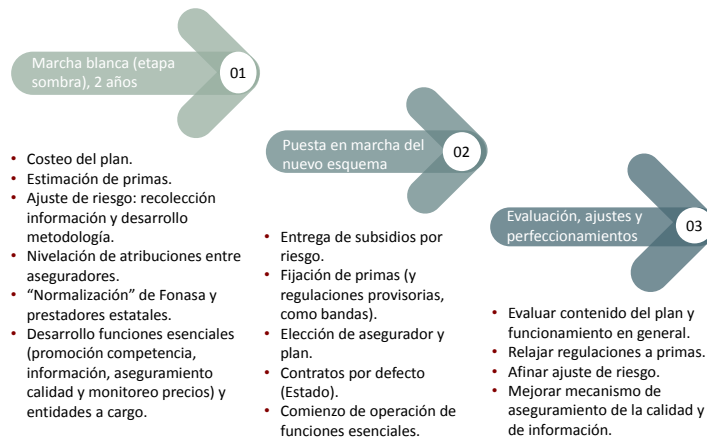 Marcha blanca (etapa
sombra), 2 años
01
• Costeo del plan.
• Estimación de primas.
• Ajuste de riesgo: recolección
información y desarrollo
metodología.
• Nivelación de atribuciones entre
aseguradores.
• “Normalización” de Fonasa y
prestadores estatales.
• Desarrollo funciones esenciales
(promoción competencia,
información, aseguramiento
calidad y monitoreo precios) y
entidades a cargo.
Puesta en marcha del
nuevo esquema
02
• Entrega de subsidios por
riesgo.
• Fijación de primas (y
regulaciones provisorias,
como bandas).
• Elección de asegurador y
plan.
• Contratos por defecto
(Estado).
• Comienzo de operación de
funciones esenciales.
Evaluación, ajustes y
perfeccionamientos
03
• Evaluar contenido del plan y
funcionamiento en general.
• Relajar regulaciones a primas.
• Afinar ajuste de riesgo.
• Mejorar mecanismo de
aseguramiento de la calidad y
de información.